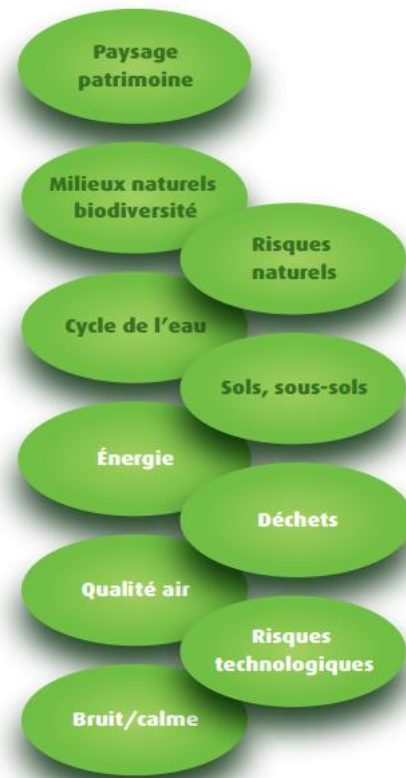 Paysage
patrimoine
Milieux naturels
biodiversité
Risques
naturels
Cycle de l’eau
Sols, sous-sols
Énergie
Déchets
Qualité air
Risques
technologiques
Bruit/calme